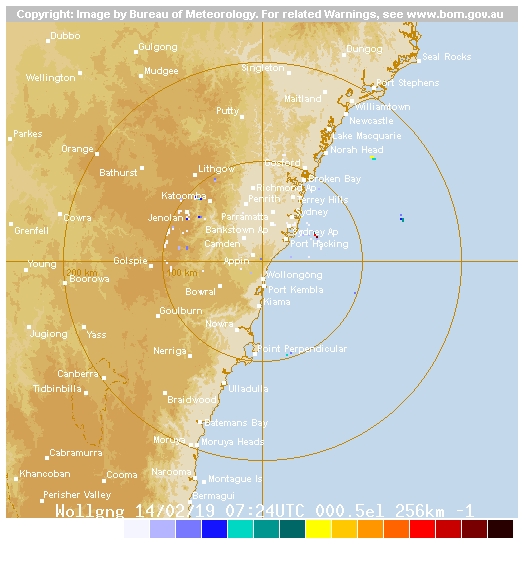 Copyright: Image by Bureau of Meteorology. For related Warnings, see www.bom.gov.au
Dubbo
Gulgong
Dungog
Seal Rocks
Wellington
Mudgee
Singleton
Port Stephens
Maitland
Williamtown
Putty
Newcastle
Parkes
Lake Macquarie
Orange
Norah Head
Bathurst
Lithgow
Gosford
Broken Bay
Richmond Ap
Katoomba
Penrith
Terrey Hills
Cowra
Jenolan
Parramatta
Sydney
Grenfell
Bankstown Ap
Sydney Ap
Camden
Port Hacking
Young
Golspie
Appin
200 km
100 km
Wollongong
Boorowa
Bowral
Port Kembla
Kiama
Goulburn
Nowra
Jugiong
Yass
Nerriga
Point Perpendicular
Canberra
Tidbinbilla
Ulladulla
Braidwood
Batemans Bay
Moruya
Moruya Heads
Cabramurra
Khancoban
Cooma
Narooma
Montague Is
Perisher Valley
Bermagui
Wollgng 14/02/19 07:24UTC 000.5el 256km -1